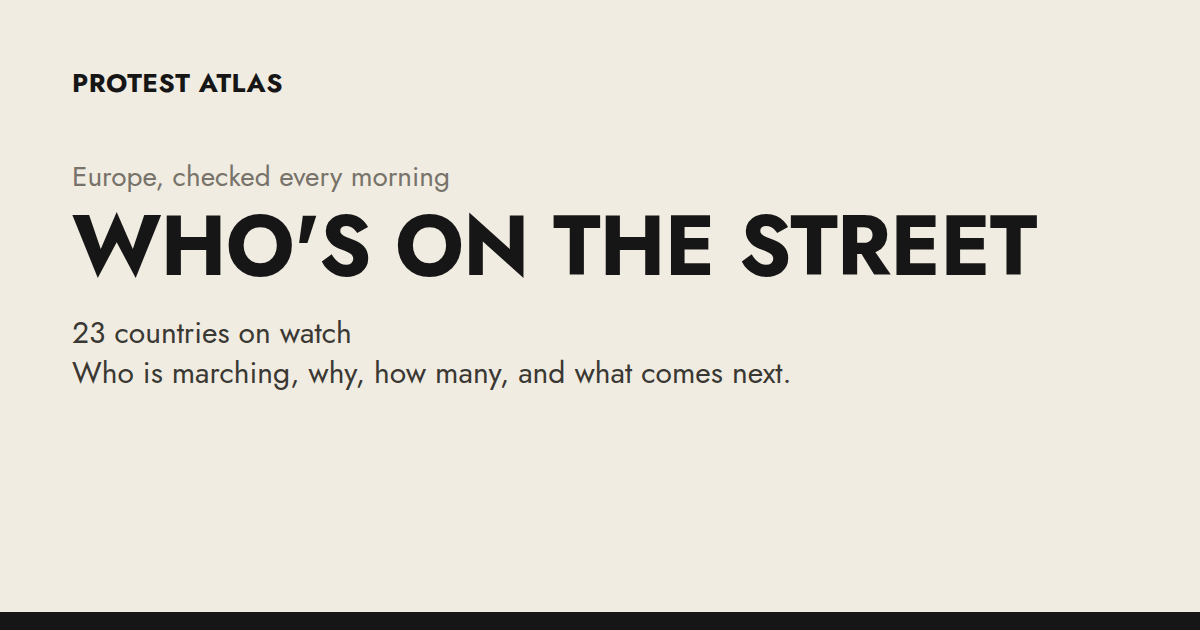 PROTEST ATLAS
Europe, checked every morning
WHO'S ON THE STREET
23 countries on watch
Who is marching, why, how many, and what comes next.